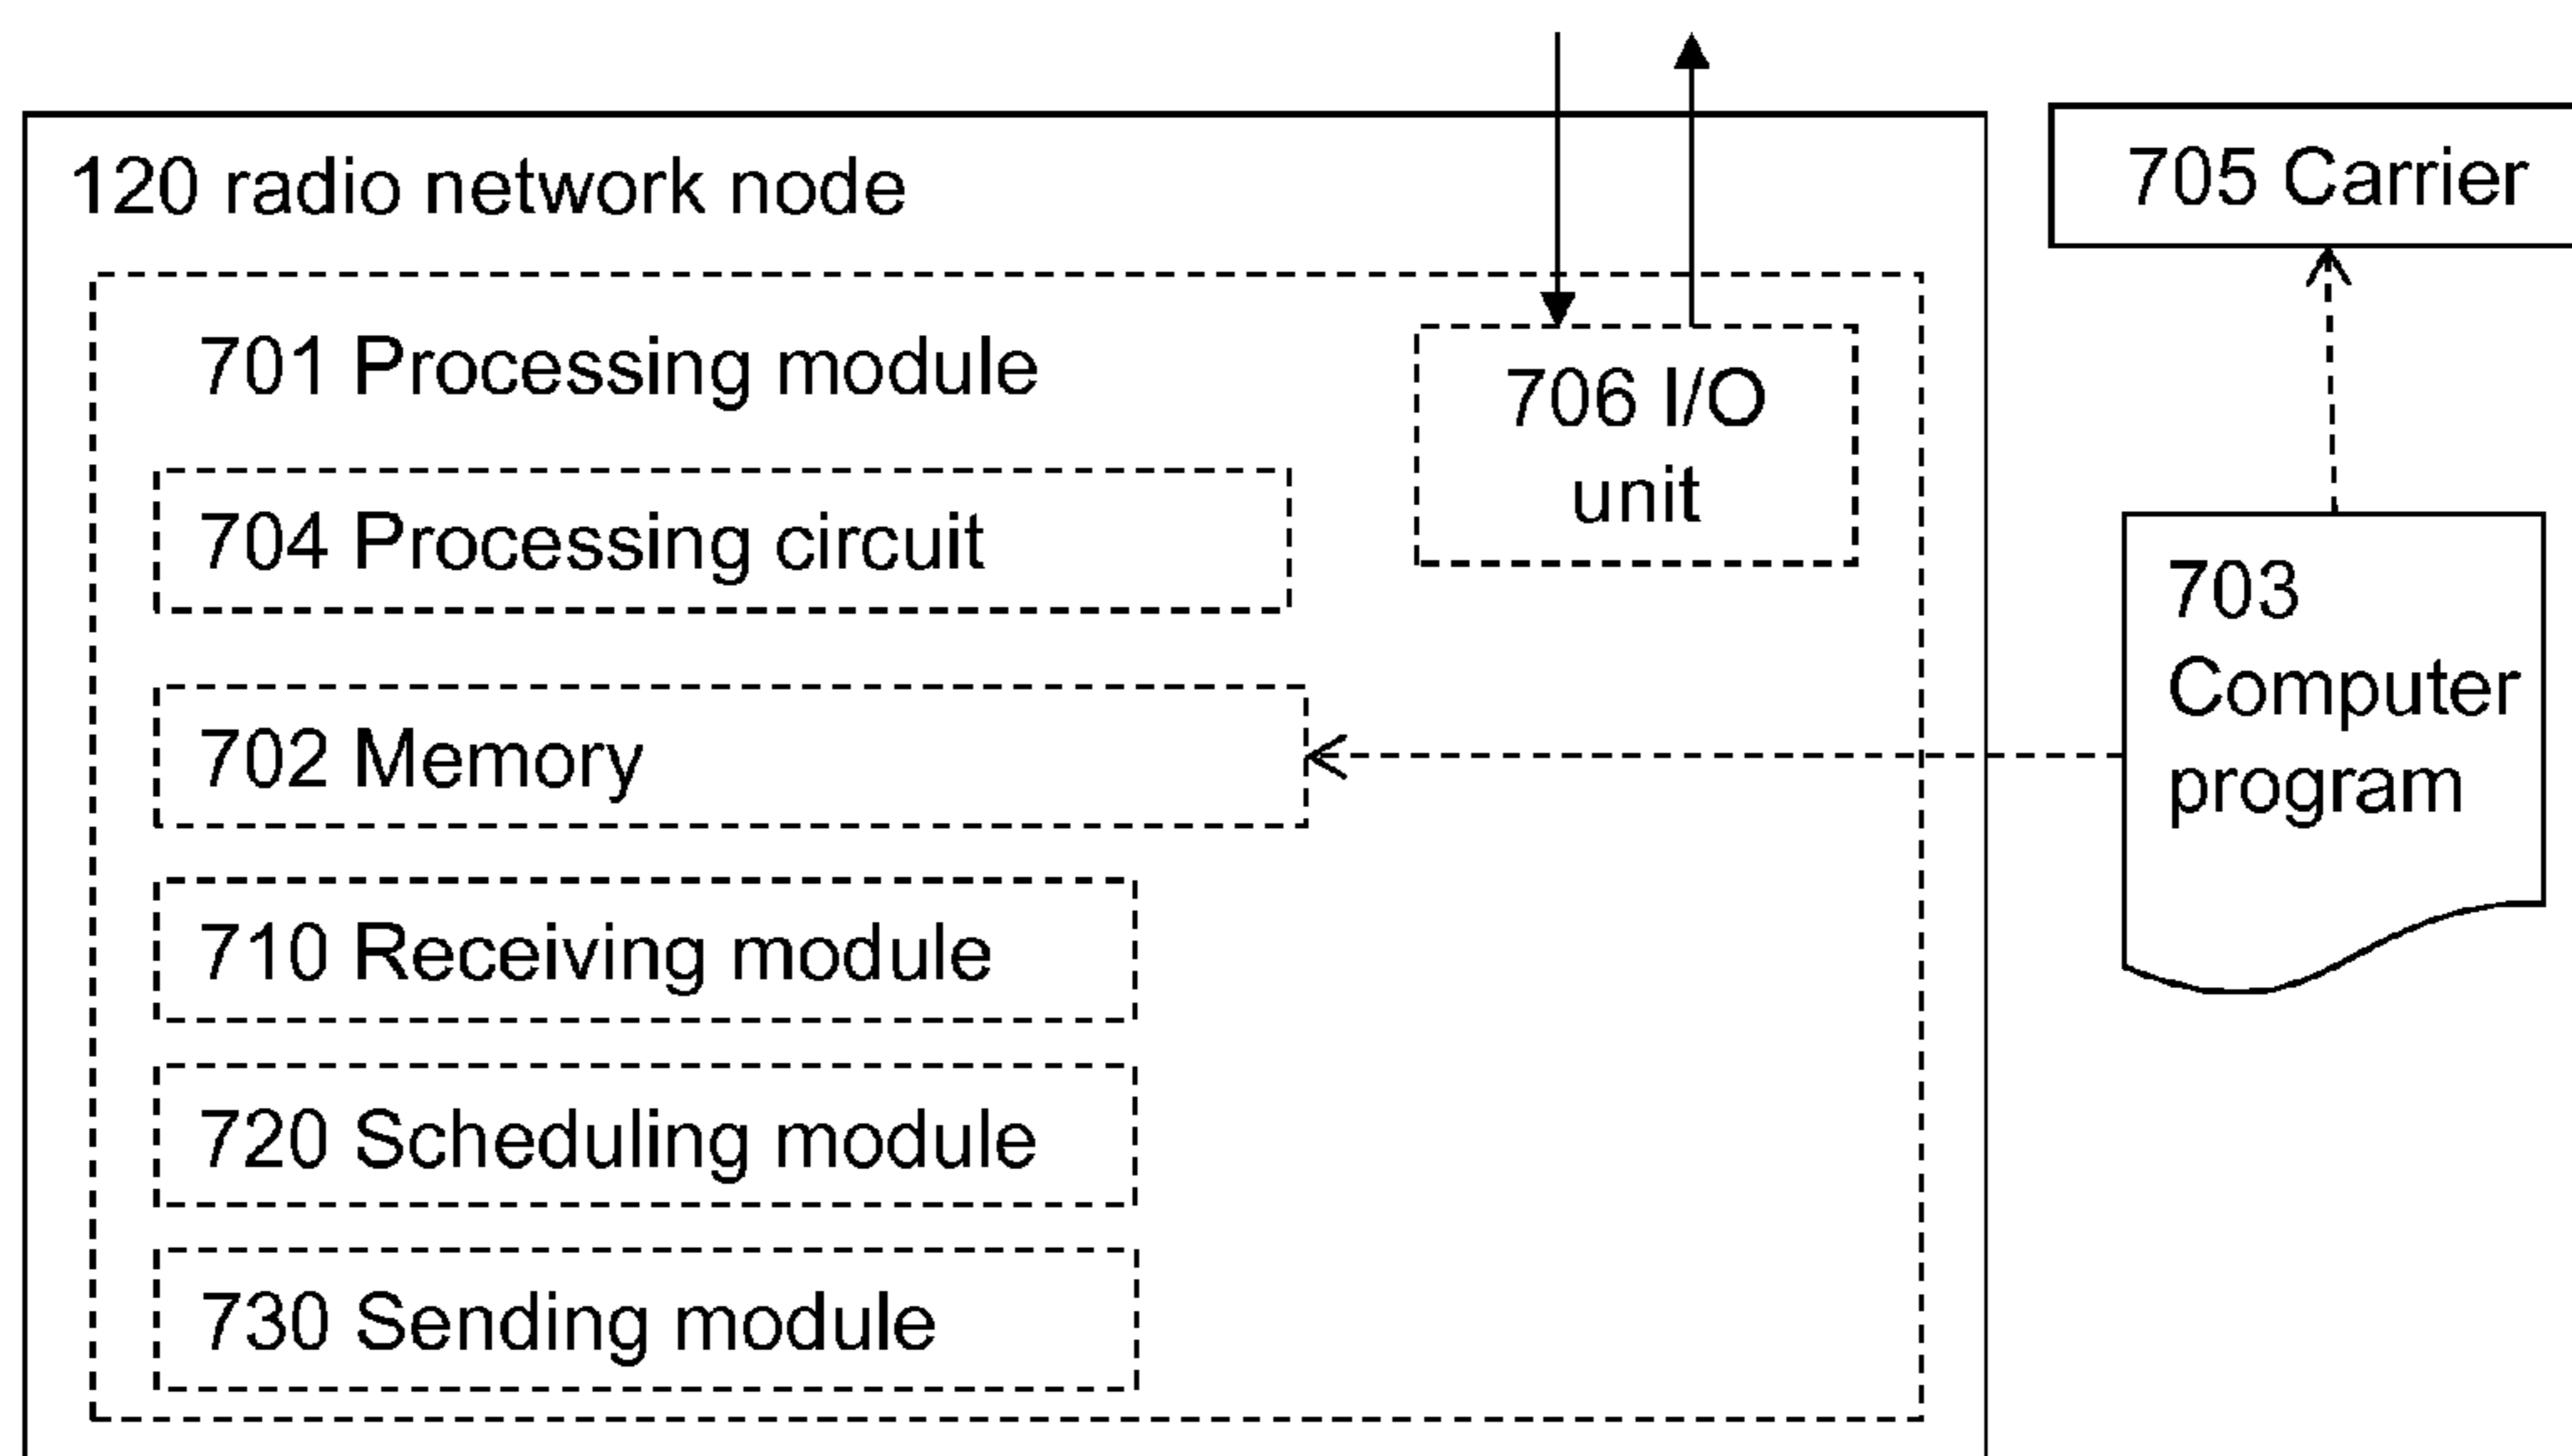 120 radio network node
705 Carrier
701 Processing module
706 I/O
unit
704 Processing circuit
703
Computer
program
702 Memory
710 Receiving module
720 Scheduling module
730 Sending module